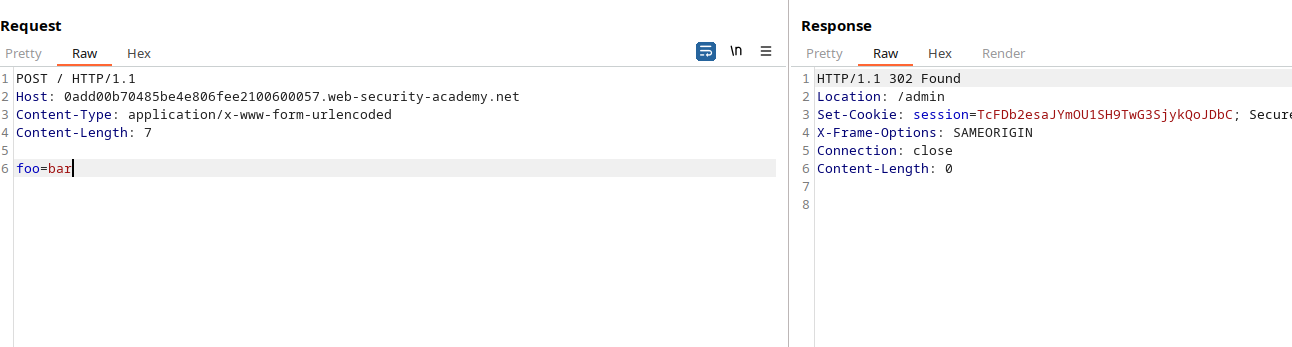 Request
Pretty Raw Hex
\n
1 POST / HTTP/1.1
2 Host: 0add00b70485be4e806fee2100600057.web-security-academy.net
3 Content-Type: application/x-www-form-urlencoded
4 Content-Length: 7
5
6 foo=bar
Response
Pretty Raw Hex Render
1 HTTP/1.1 302 Found
2 Location: /admin
3 Set-Cookie: session=TcFDb2esaJYmOU1SH9TwG3SjykQoJDbC; Secure
4 X-Frame-Options: SAMEORIGIN
5 Connection: close
6 Content-Length: 0
7
8